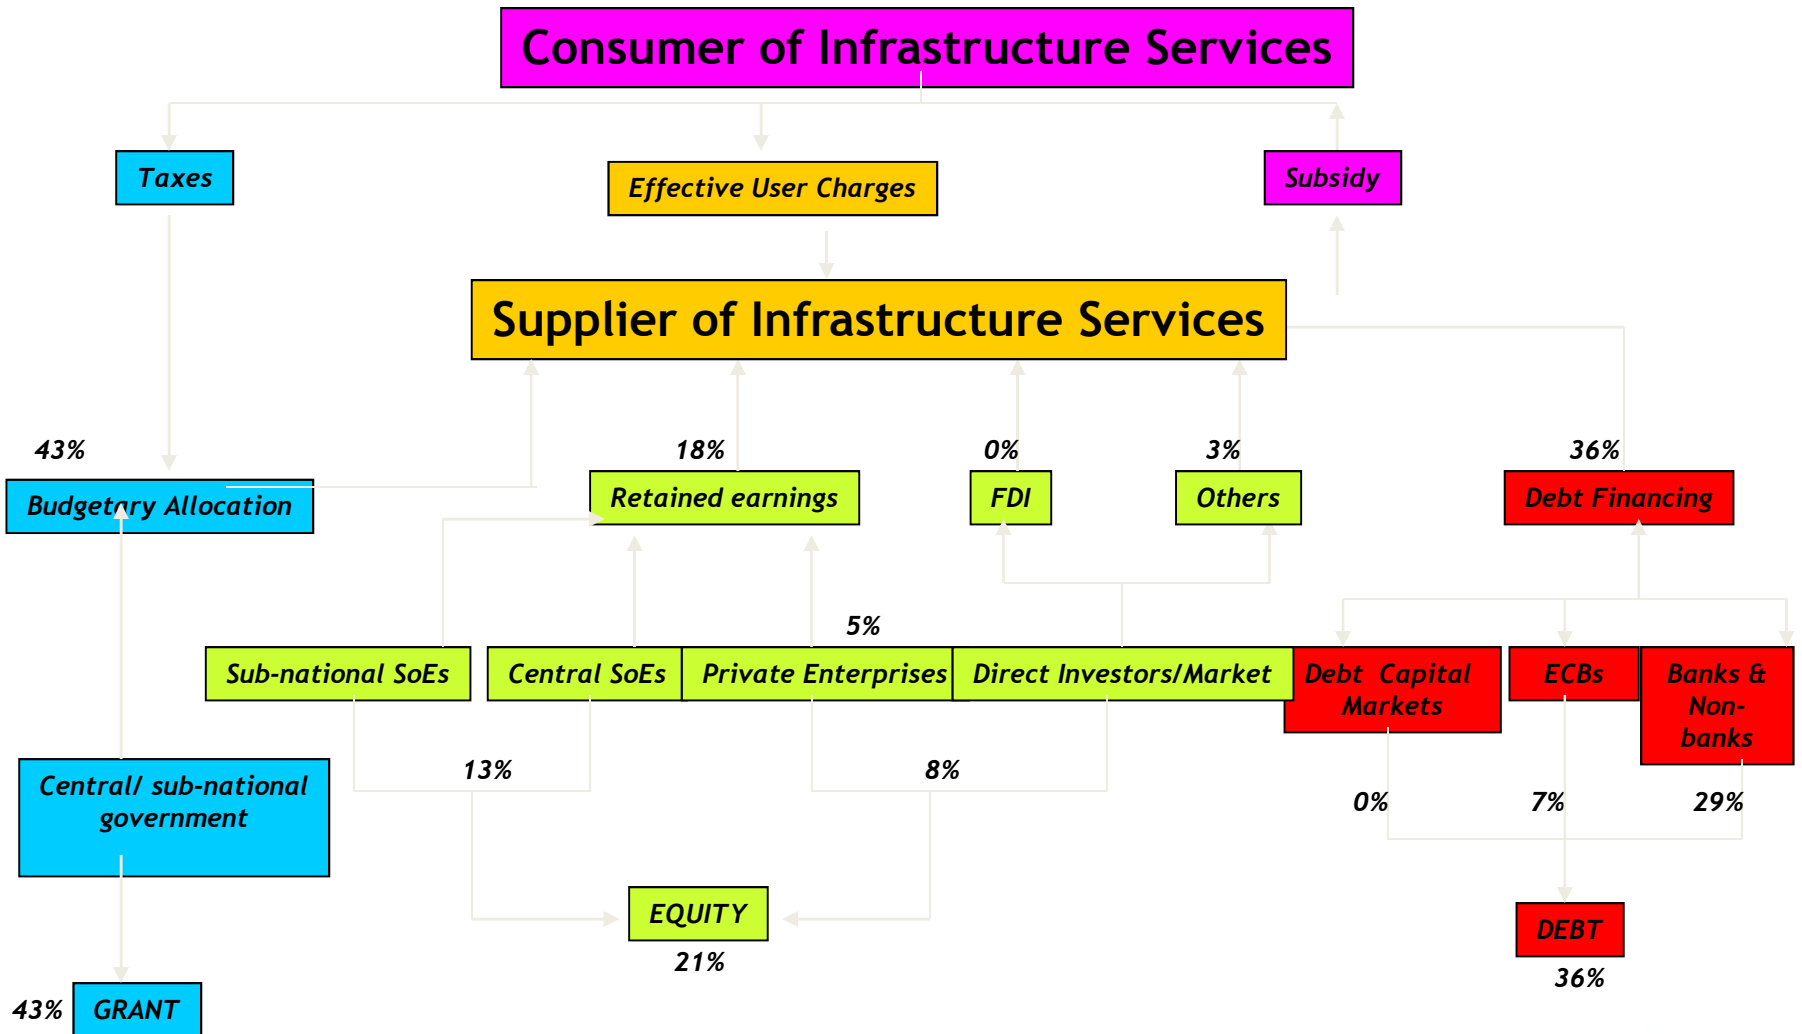 Consumer of Infrastructure Services
Taxes
Effective User Charges
Subsidy
Supplier of Infrastructure Services
43%
18%
0%
3%
36%
Budgetary Allocation
Retained earnings
FDI
Others
Debt Financing
5%
Sub-national SoEs
Central SoEs
Private Enterprises
Direct Investors/Market
Debt Capital
Markets
ECBs
Banks &
Non-
banks
Central/ sub-national
government
13%
8%
0%
7%
29%
EQUITY
21%
DEBT
36%
43%
GRANT